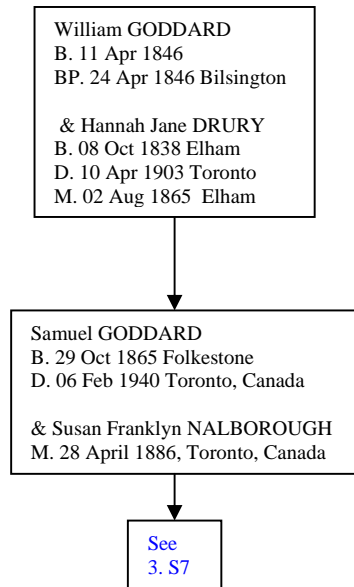 William GODDARD
B. 11 Apr 1846
BP. 24 Apr 1846 Bilsington
& Hannah Jane DRURY
B. 08 Oct 1838 Elham
D. 10 Apr 1903 Toronto
M. 02 Aug 1865 Elham
Samuel GODDARD
B. 29 Oct 1865 Folkestone
D. 06 Feb 1940 Toronto, Canada
& Susan Franklyn NALBOROUGH
M. 28 April 1886, Toronto, Canada
See
3. S7